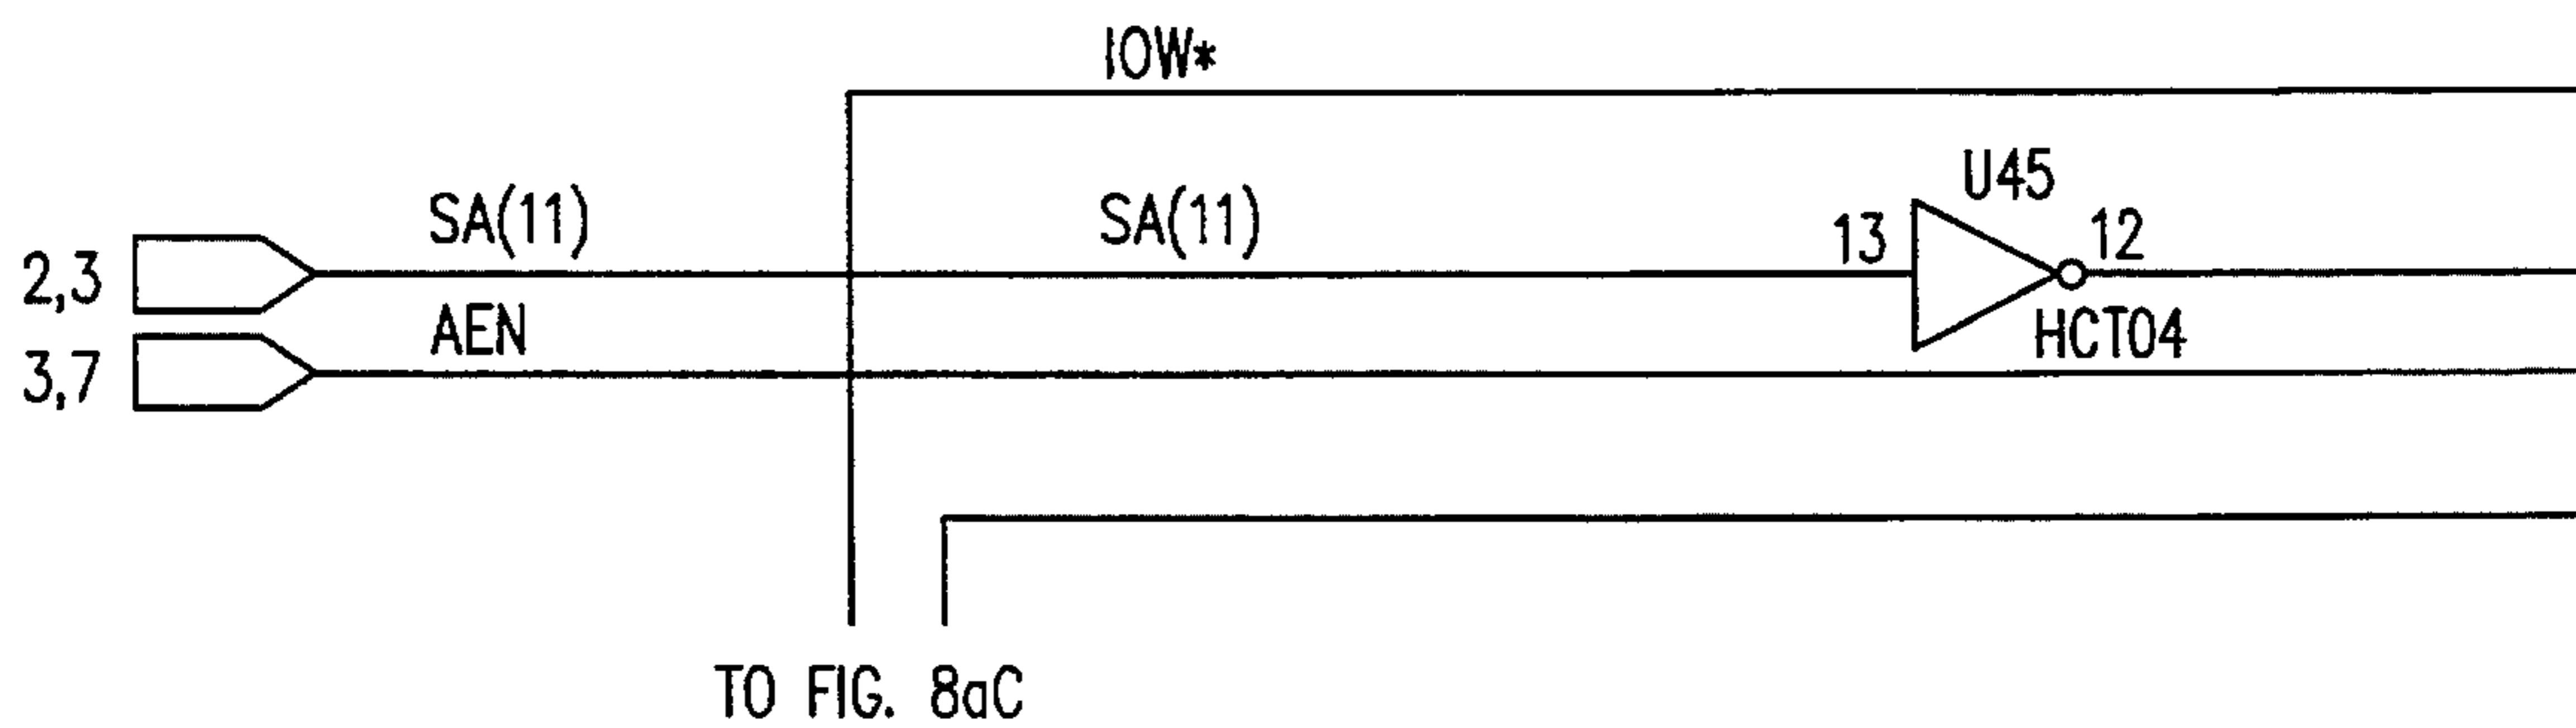 IOW*
U45
SA(11) SA(11) 13 12
2,3
AEN HCT04
3,7
TO FIG. 8aC